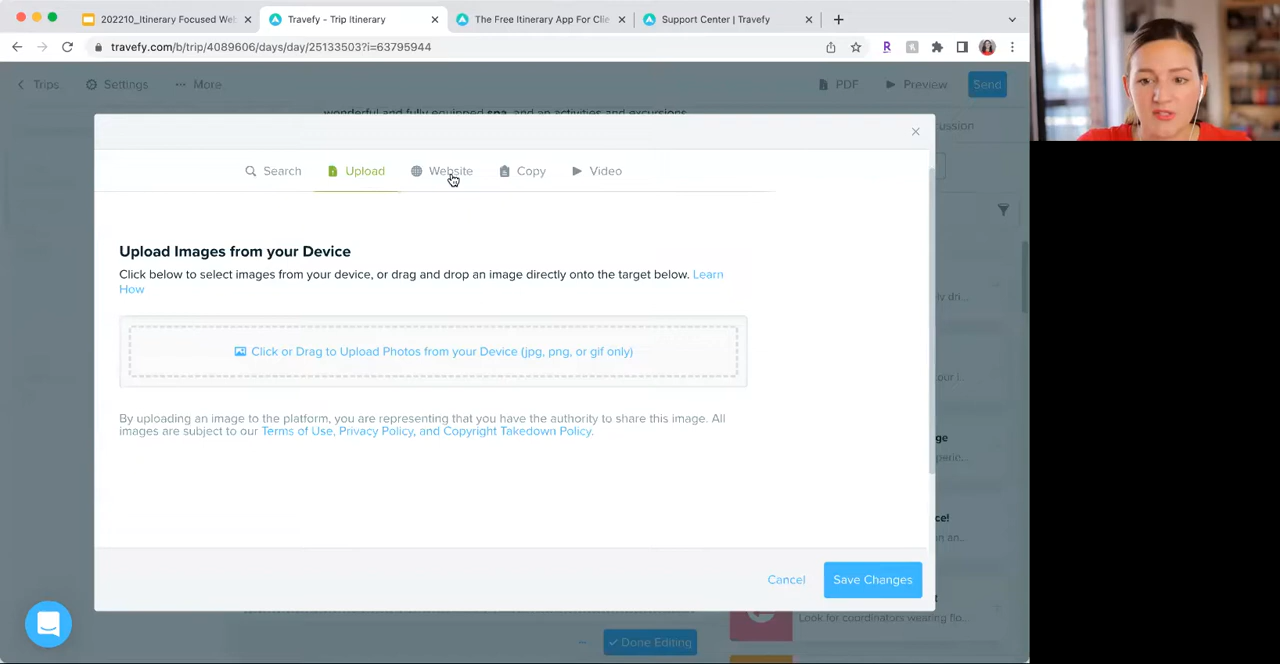 202210_Itinerary Focused We
Travefy - Trip Itinerary
The Free Itinerary App For Clie
Support Center | Travefy
travefy.com/b/trip/4089606/days/day/25133503?i=63795944
Trips
Settings
More
PDF
Preview
Send
wonderful and fully equipped spa, and an activities and excursions
Search
Upload
Website
Copy
Video
Upload Images from your Device
Click below to select images from your device, or drag and drop an image directly onto the target below. Learn
How
Click or Drag to Upload Photos from your Device (jpg, png, or gif only)
By uploading an image to the platform, you are representing that you have the authority to share this image. All
images are subject to our Terms of Use, Privacy Policy, and Copyright Takedown Policy.
Cancel
Save Changes
Look for coordinators wearing flo...
Done Editing